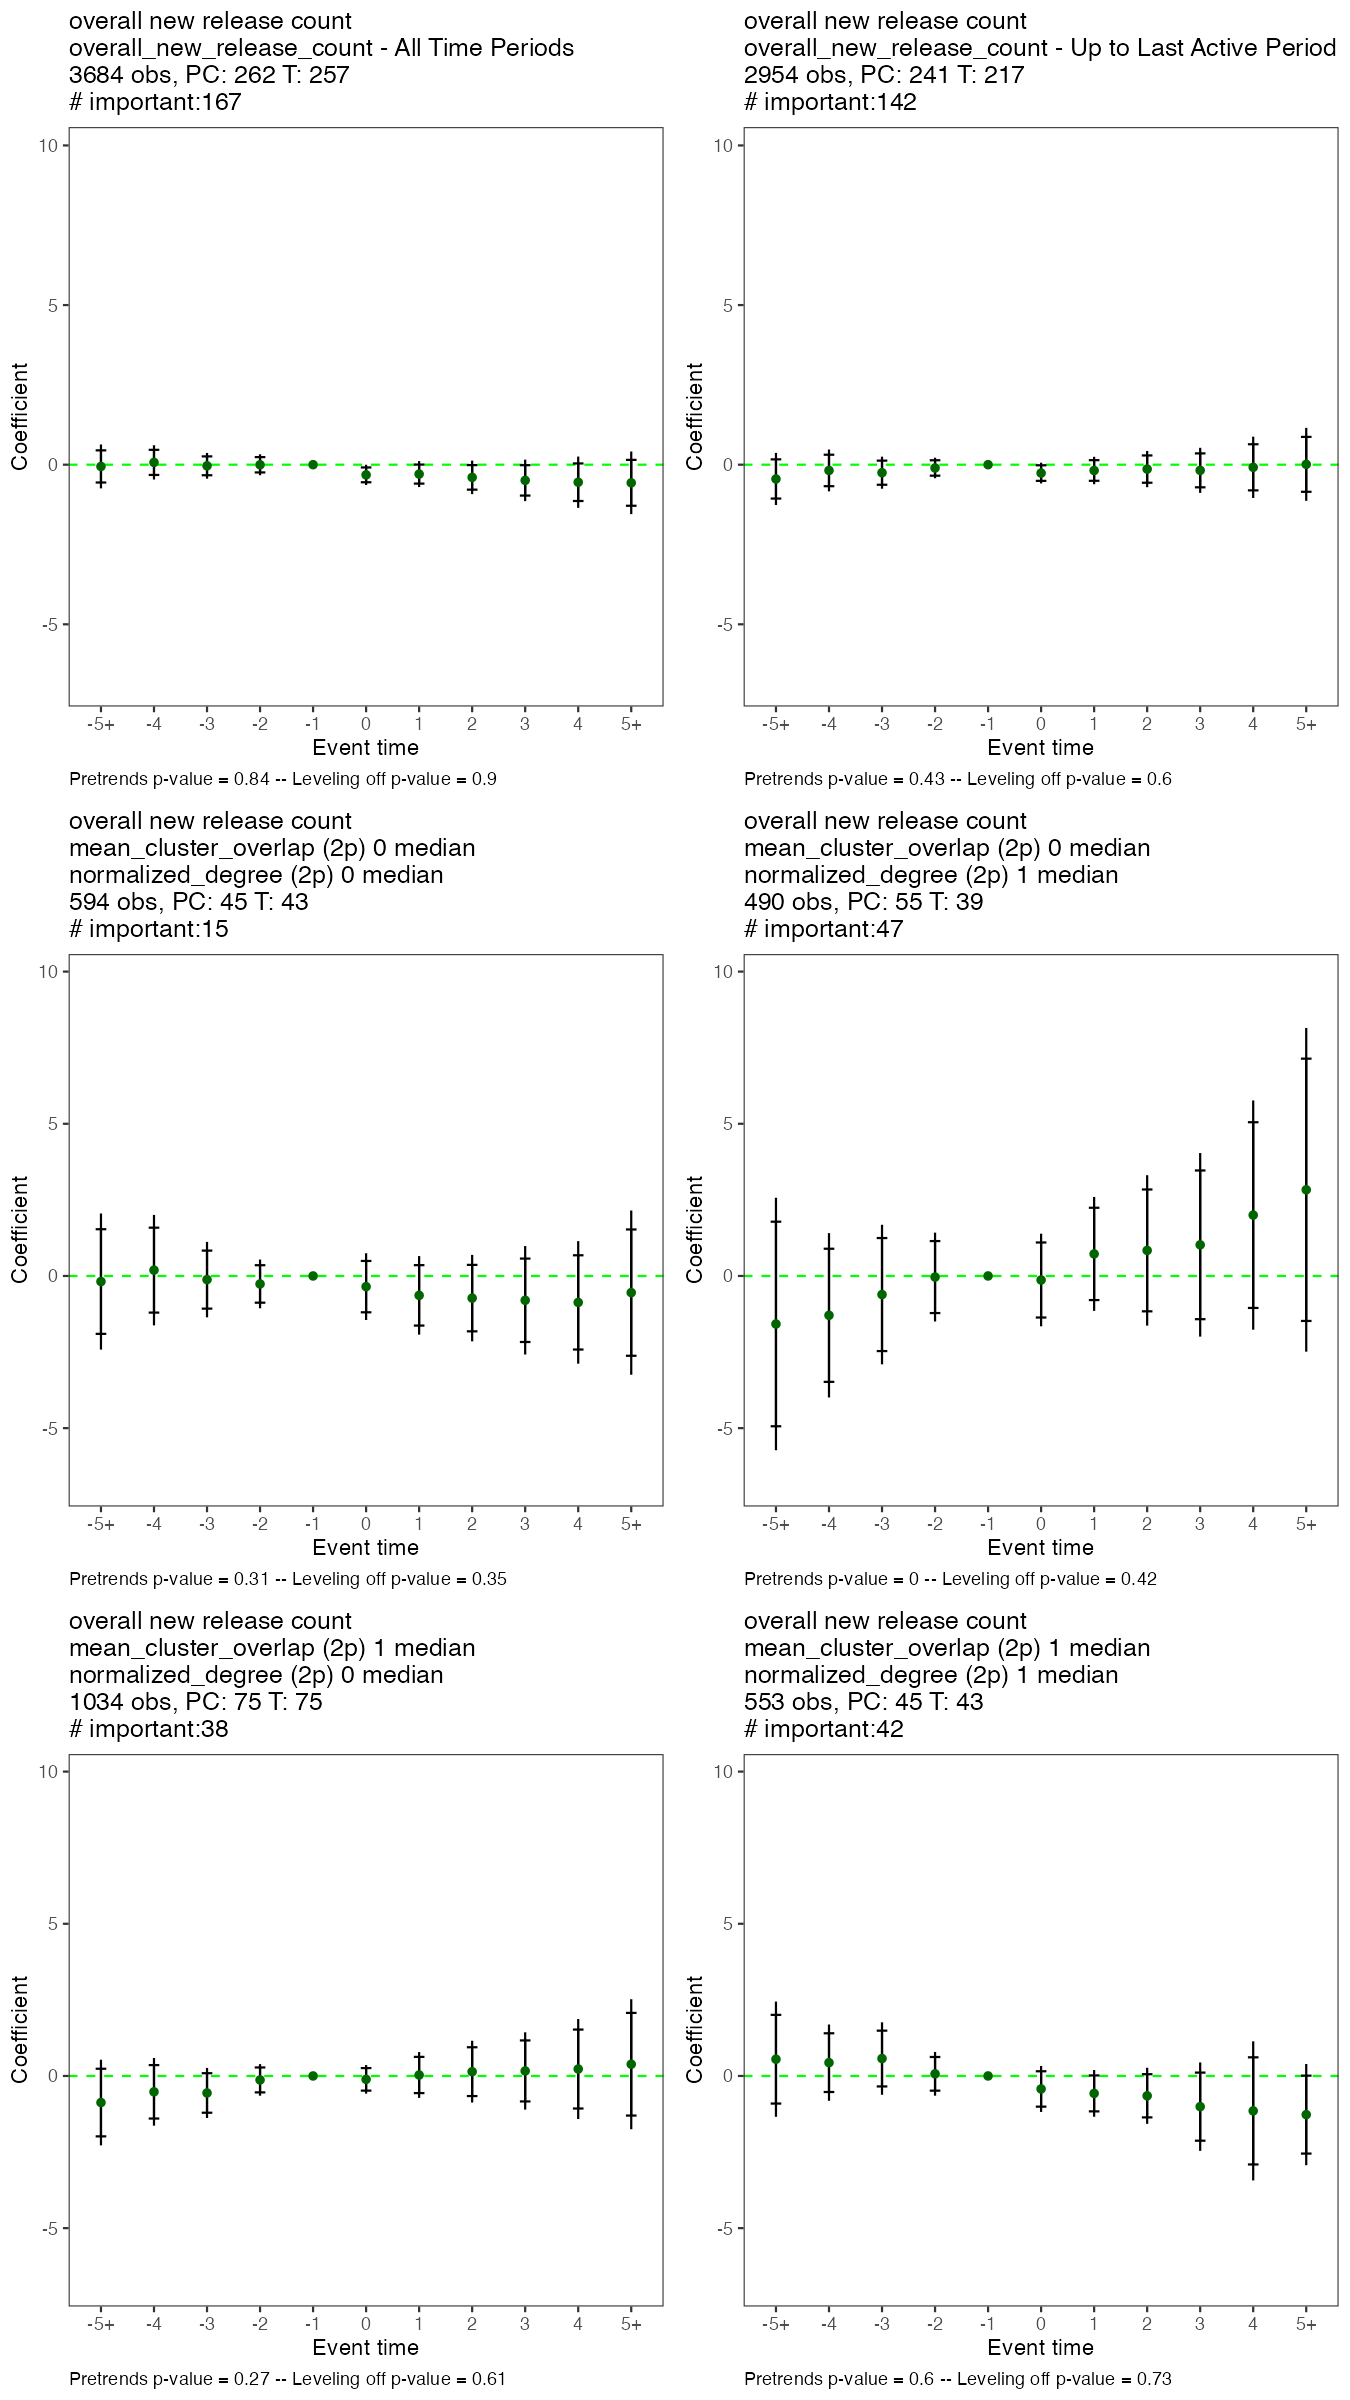 overall new release count
overall_new_release_count - All Time Periods
3684 obs, PC: 262 T: 257
# important:167
10
5
0
-5
Coefficient
-5+ -4 -3 -2 -1 0 1 2 3 4 5+
Event time
Pretrends p-value = 0.84 -- Leveling off p-value = 0.9
overall new release count
overall_new_release_count - Up to Last Active Period
2954 obs, PC: 241 T: 217
# important:142
10
5
0
-5
Coefficient
-5+ -4 -3 -2 -1 0 1 2 3 4 5+
Event time
Pretrends p-value = 0.43 -- Leveling off p-value = 0.6
overall new release count
mean_cluster_overlap (2p) 0 median
normalized_degree (2p) 0 median
594 obs, PC: 45 T: 43
# important:15
10
5
0
-5
Coefficient
-5+ -4 -3 -2 -1 0 1 2 3 4 5+
Event time
Pretrends p-value = 0.31 -- Leveling off p-value = 0.35
overall new release count
mean_cluster_overlap (2p) 0 median
normalized_degree (2p) 1 median
490 obs, PC: 55 T: 39
# important:47
10
5
0
-5
Coefficient
-5+ -4 -3 -2 -1 0 1 2 3 4 5+
Event time
Pretrends p-value = 0 -- Leveling off p-value = 0.42
overall new release count
mean_cluster_overlap (2p) 1 median
normalized_degree (2p) 0 median
1034 obs, PC: 75 T: 75
# important:38
10
5
0
-5
Coefficient
-5+ -4 -3 -2 -1 0 1 2 3 4 5+
Event time
Pretrends p-value = 0.27 -- Leveling off p-value = 0.61
overall new release count
mean_cluster_overlap (2p) 1 median
normalized_degree (2p) 1 median
553 obs, PC: 45 T: 43
# important:42
10
5
0
-5
Coefficient
-5+ -4 -3 -2 -1 0 1 2 3 4 5+
Event time
Pretrends p-value = 0.6 -- Leveling off p-value = 0.73